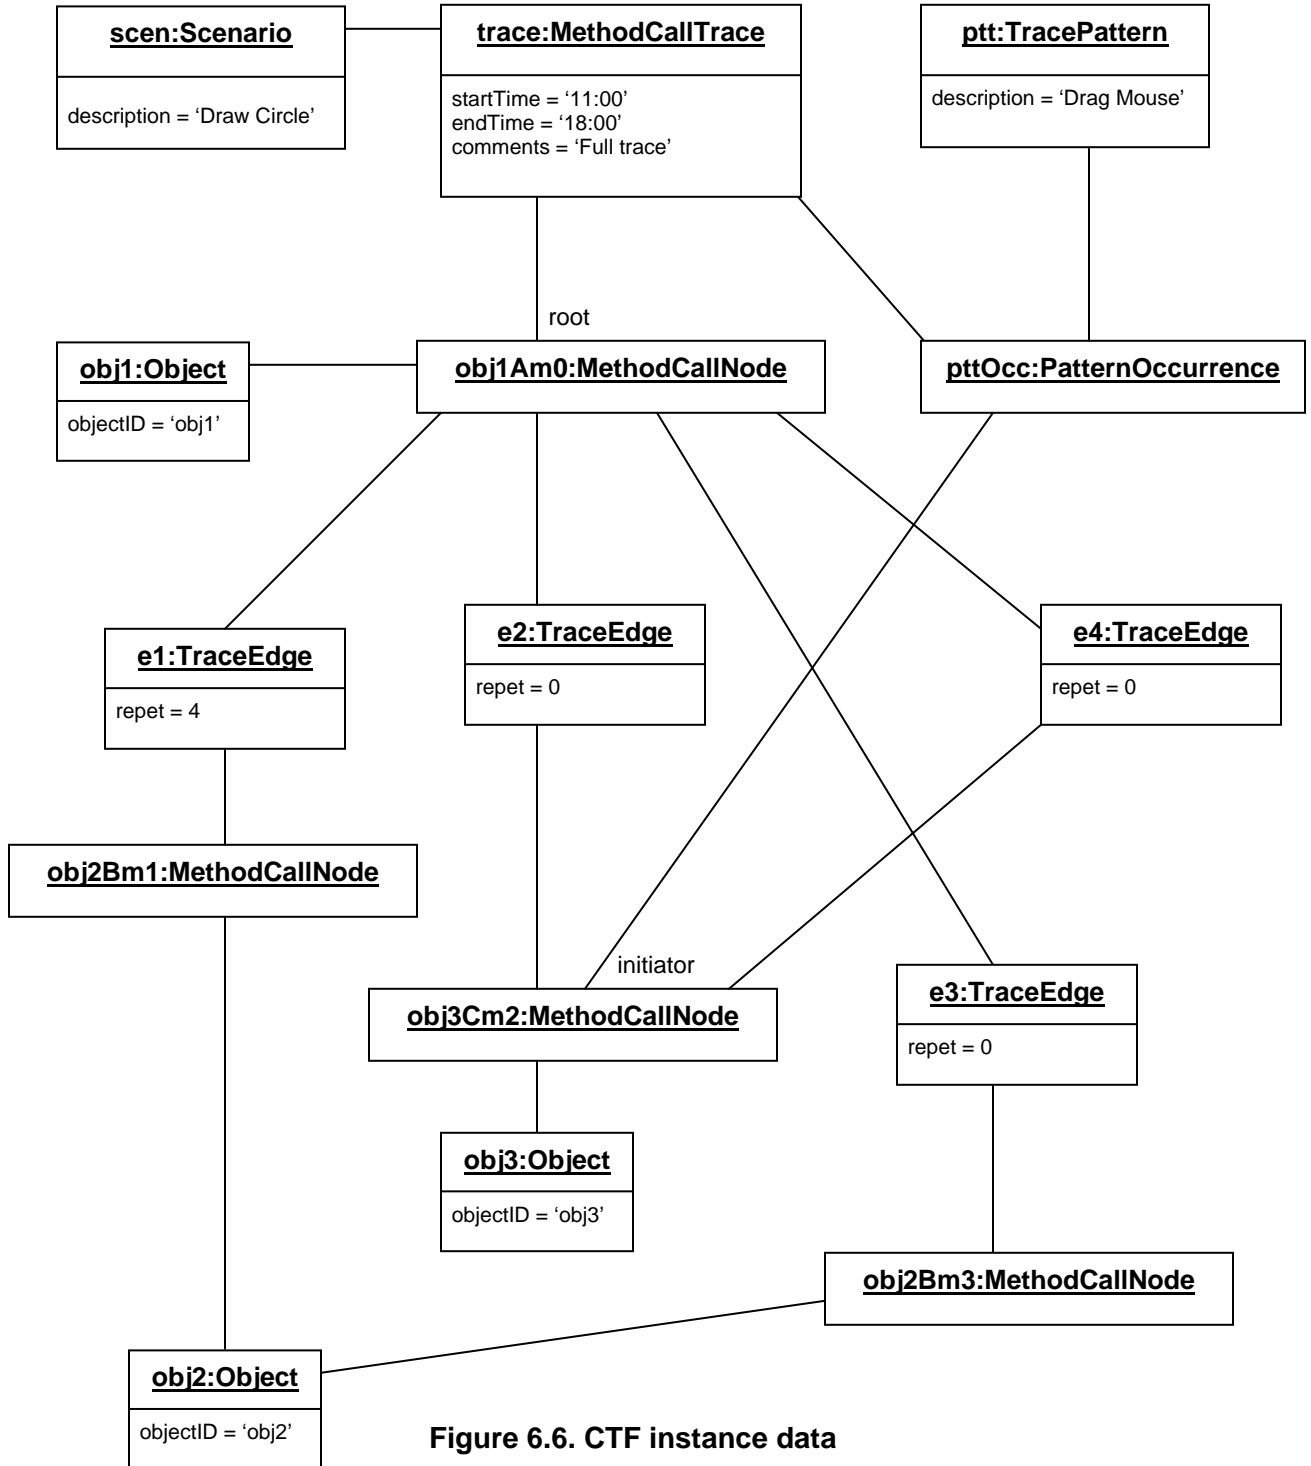 scen:Scenario
description = ‘Draw Circle’
trace:MethodCallTrace
startTime = ‘11:00’
endTime = ‘18:00’
comments = ‘Full trace’
ptt:TracePattern
description = ‘Drag Mouse’
root
obj1:Object
objectID = ‘obj1’
obj1Am0:MethodCallNode
pttOcc:PatternOccurrence
e1:TraceEdge
repet = 4
e2:TraceEdge
repet = 0
e4:TraceEdge
repet = 0
obj2Bm1:MethodCallNode
initiator
obj3Cm2:MethodCallNode
e3:TraceEdge
repet = 0
obj3:Object
objectID = ‘obj3’
obj2Bm3:MethodCallNode
obj2:Object
objectID = ‘obj2’
Figure 6.6. CTF instance data